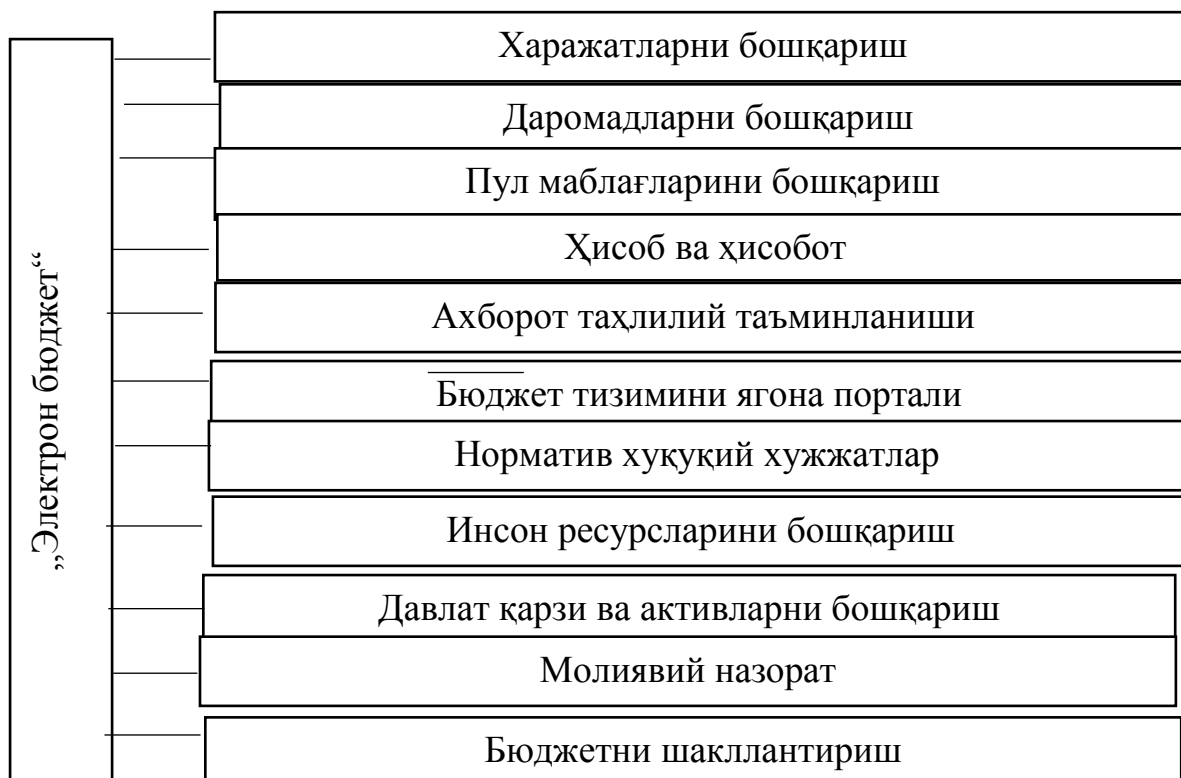 „Электрон бюджет“
Харажатларни бошқариш
Даромадларни бошқариш
Пул маблағларини бошқариш
Ҳисоб ва ҳисобот
Ахборот таҳлилий таъминланиши
Бюджет тизимини ягона портали
Норматив хуқуқий хужжатлар
Инсон ресурсларини бошқариш
Давлат қарзи ва активларни бошқариш
Молиявий назорат
Бюджетни шакллантириш